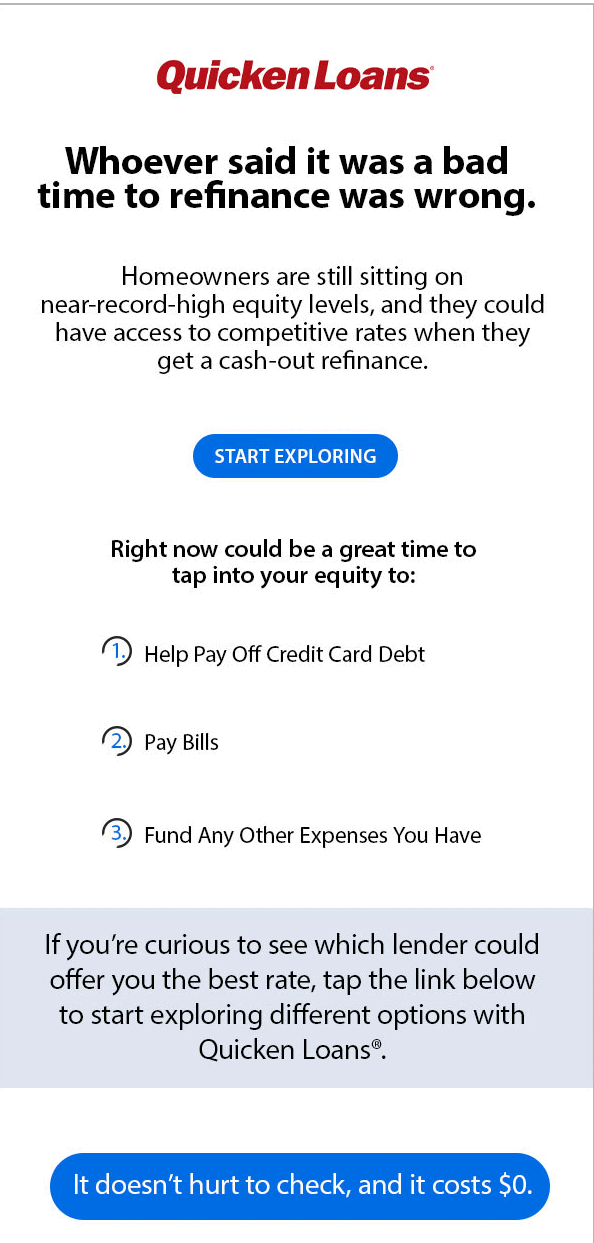 Quicken Loans®
Whoever said it was a bad
time to refinance was wrong.
Homeowners are still sitting on
near-record-high equity levels, and they could
have access to competitive rates when they
get a cash-out refinance.
START EXPLORING
Right now could be a great time to
tap into your equity to:
1. Help Pay Off Credit Card Debt
2. Pay Bills
3. Fund Any Other Expenses You Have
If you’re curious to see which lender could
offer you the best rate, tap the link below
to start exploring different options with
Quicken Loans®.
It doesn’t hurt to check, and it costs $0.